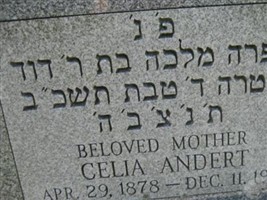 פ׳ נ׳
פרה מלכה בת ר׳ דוד
טרה ד׳ טבת תשכ״ב
ת׳ נ׳ צ׳ ב׳ ה׳
BELOVED MOTHER
CELIA ANDERT
APR. 29, 1878 — DEC. 11,